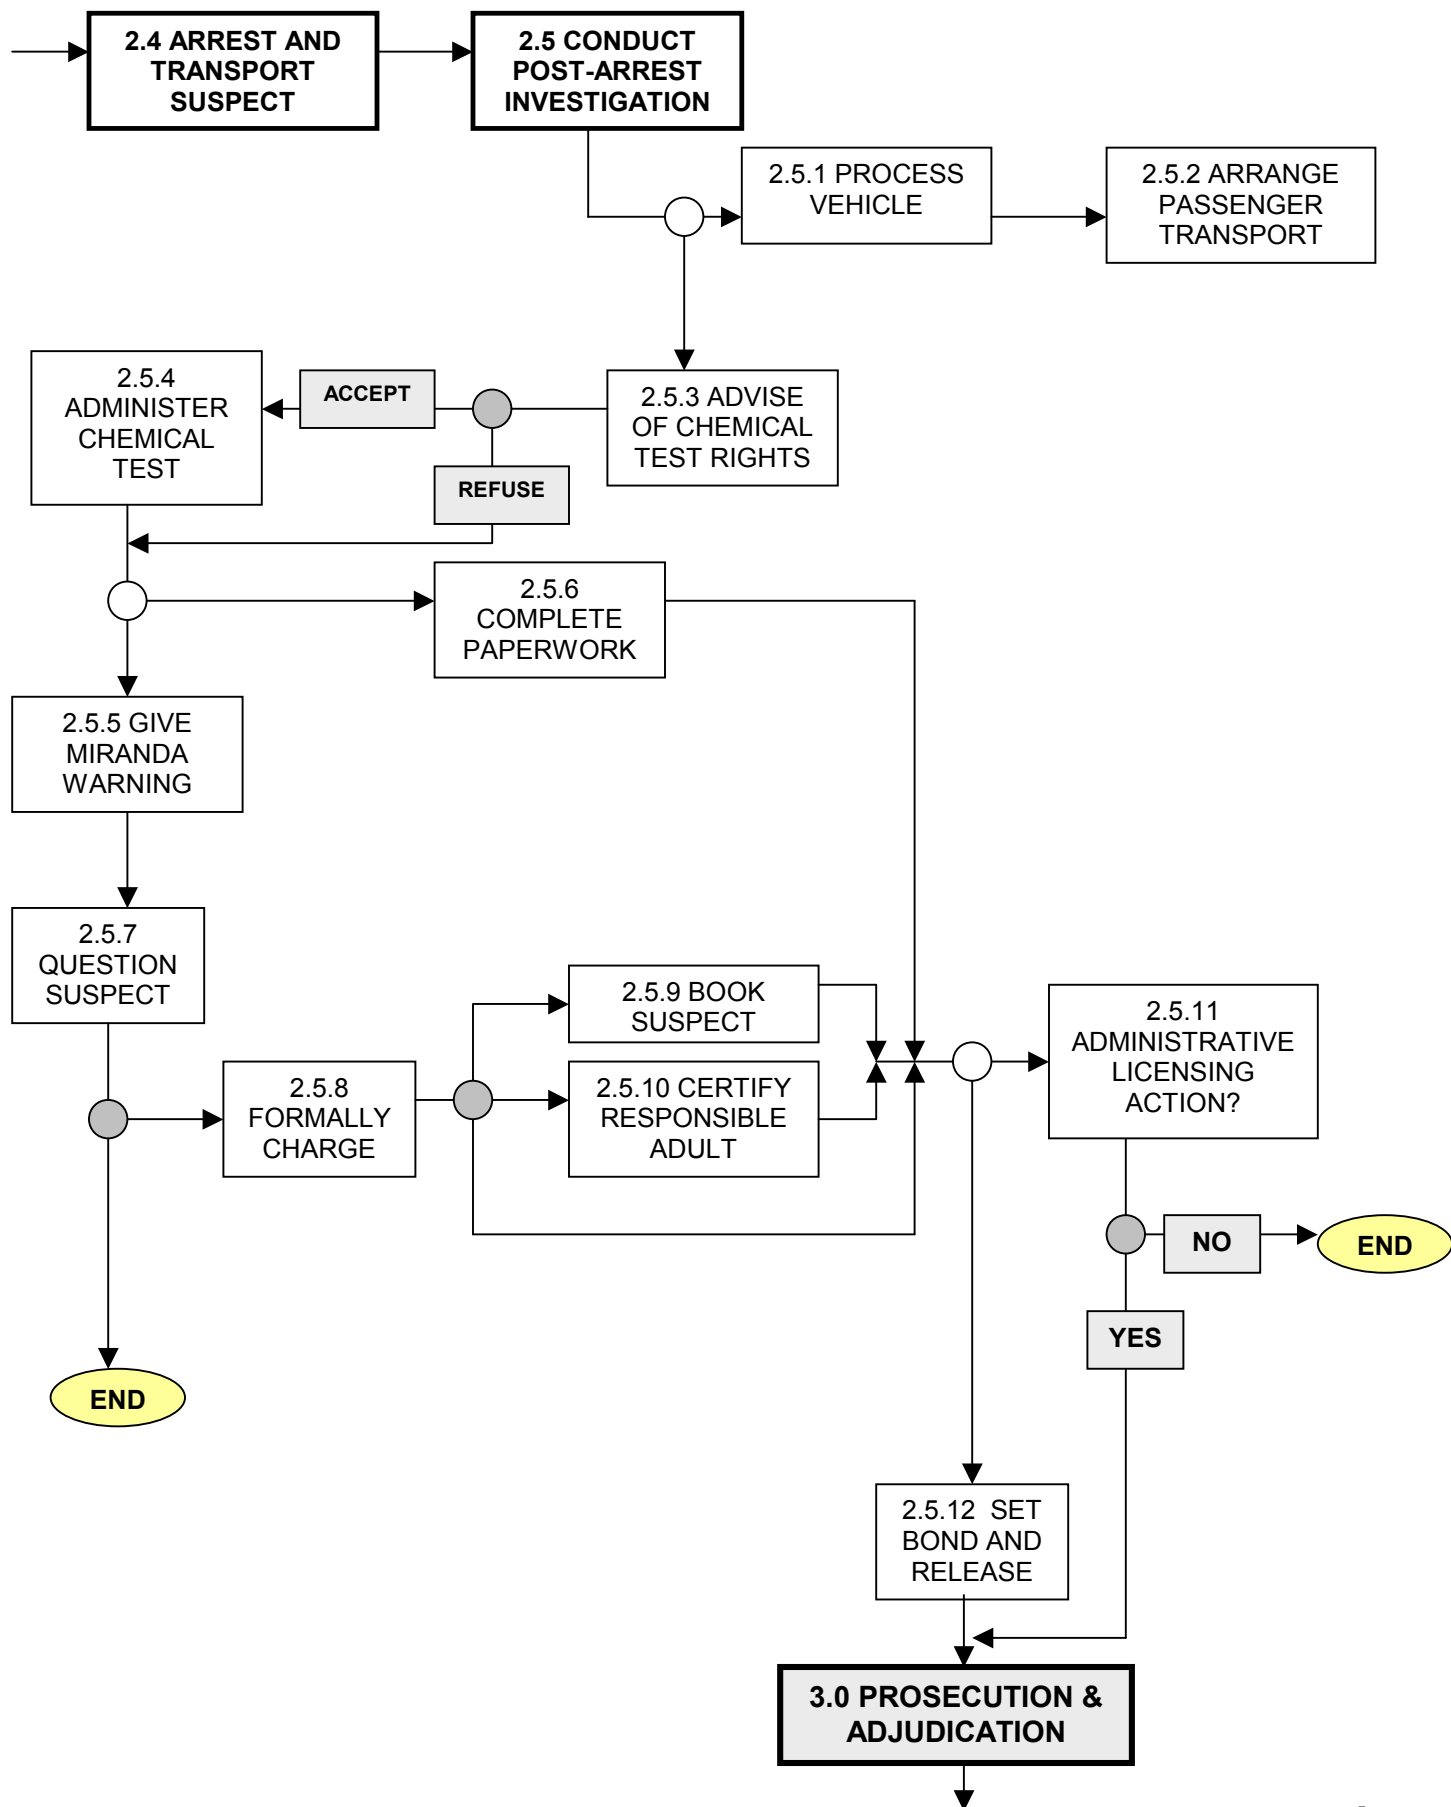 2.4 ARREST AND
TRANSPORT
SUSPECT
2.5 CONDUCT
POST-ARREST
INVESTIGATION
2.5.1 PROCESS
VEHICLE
2.5.2 ARRANGE
PASSENGER
TRANSPORT
2.5.4
ADMINISTER
CHEMICAL
TEST
ACCEPT
2.5.3 ADVISE
OF CHEMICAL
TEST RIGHTS
REFUSE
2.5.6
COMPLETE
PAPERWORK
2.5.5 GIVE
MIRANDA
WARNING
2.5.7
QUESTION
SUSPECT
2.5.8
FORMALLY
CHARGE
2.5.9 BOOK
SUSPECT
2.5.10 CERTIFY
RESPONSIBLE
ADULT
2.5.11
ADMINISTRATIVE
LICENSING
ACTION?
NO
END
YES
END
2.5.12  SET
BOND AND
RELEASE
3.0 PROSECUTION &
ADJUDICATION